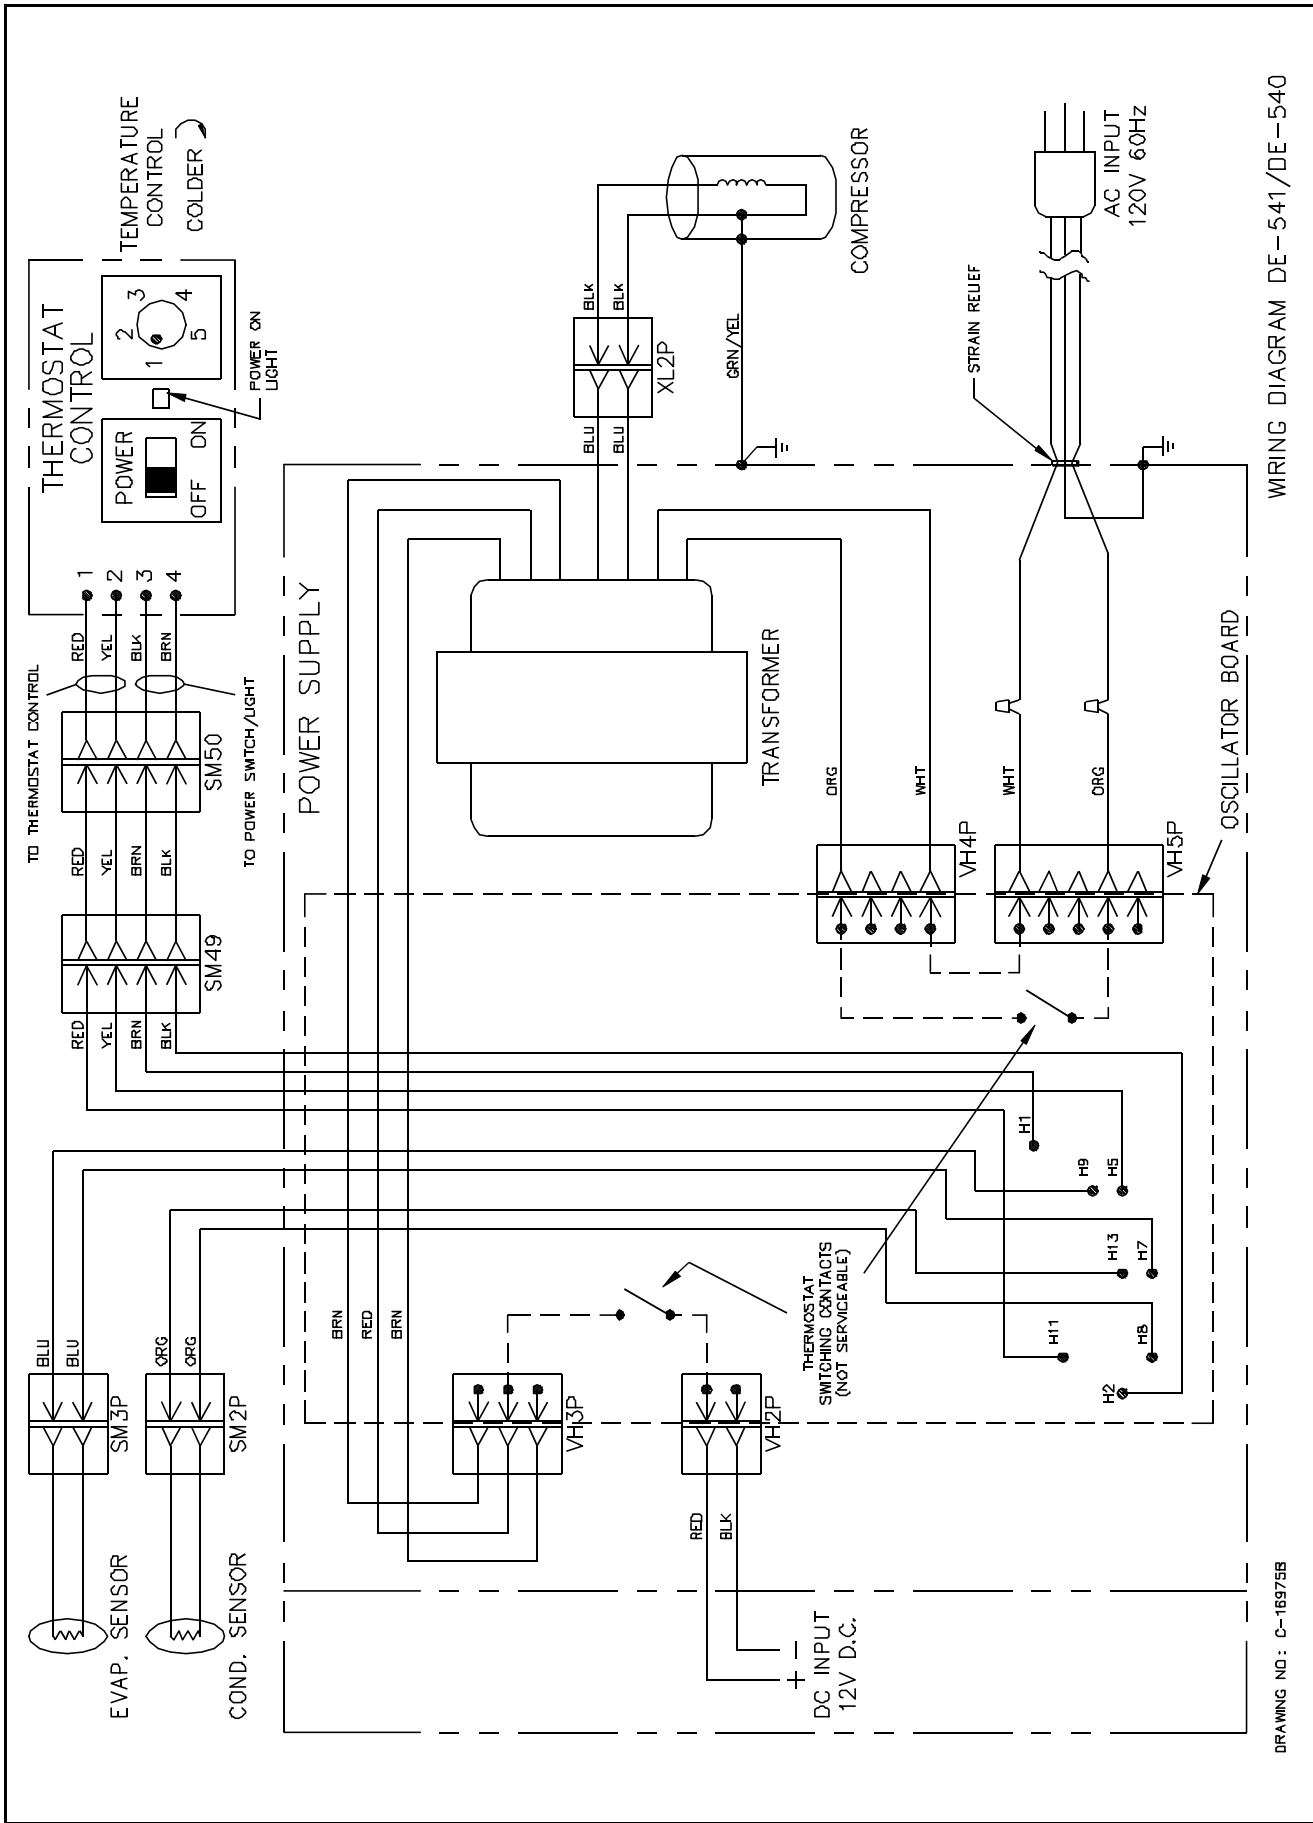 EVAP. SENSOR
COND. SENSOR
BLU
BLU
ORG
ORG
SM3P
SM2P
RED
YEL
BRN
BLK
SM49
RED
YEL
BRN
BLK
SM50
TO THERMOSTAT CONTROL
TO POWER SWITCH/LIGHT
RED
YEL
BLK
BRN
1
2
3
4
THERMOSTAT
CONTROL
POWER
OFF
ON
POWER ON
LIGHT
1
2
3
4
5
TEMPERATURE
CONTROL
COLDER
POWER SUPPLY
BRN
RED
BRN
VH3P
VH2P
RED
BLK
+
-
DC INPUT
12V D.C.
TRANSFORMER
BLU
BLU
XL2P
BLK
BLK
GRN/YEL
COMPRESSOR
THERMOSTAT
SWITCHING CONTACTS
(NOT SERVICEABLE)
ORG
WHT
VH4P
WHT
ORG
VH5P
OSCILLATOR BOARD
STRAIN RELIEF
AC INPUT
120V 60Hz
H1
H9
H5
H13
H7
H11
H8
H2
DRAWING NO: C-16975B
WIRING DIAGRAM DE-541/DE-540